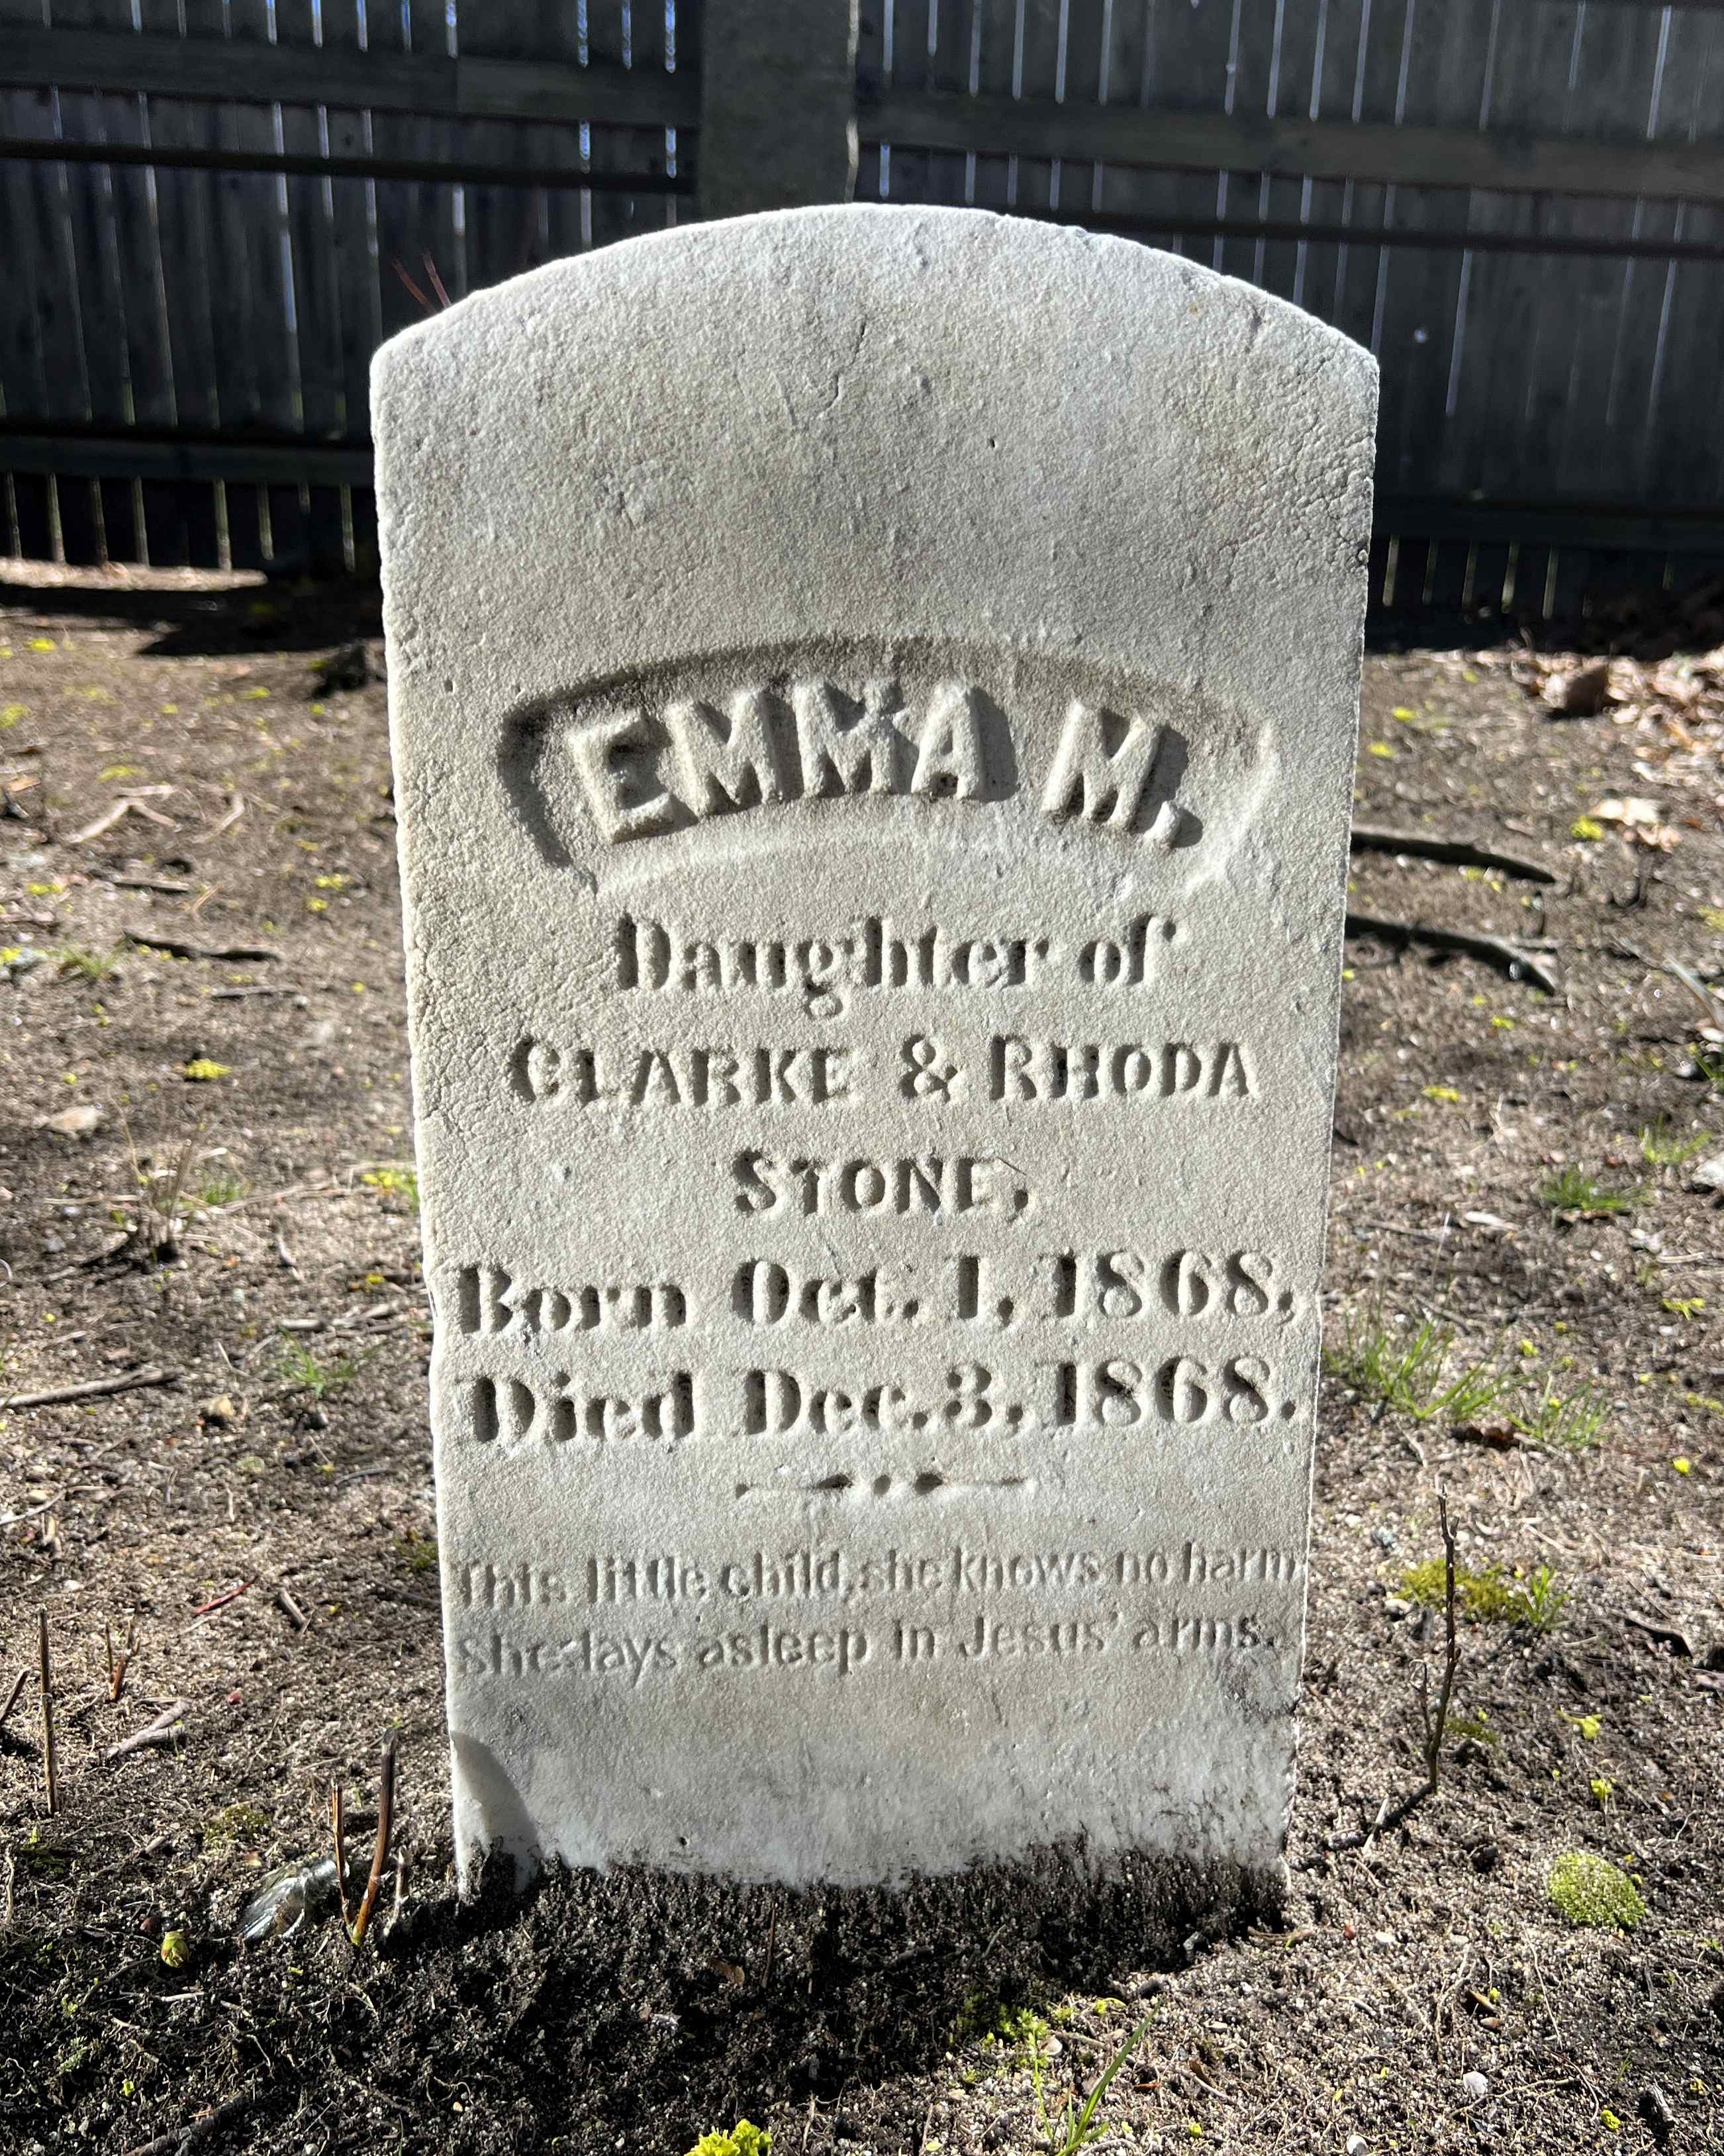 EMMA M.
Daughter of
CLARKE & RHODA
STONE,
Born Oct. 1, 1868,
Died Dec. 3, 1868.
This little child, she knows no harm
She lays asleep in Jesus' arms.